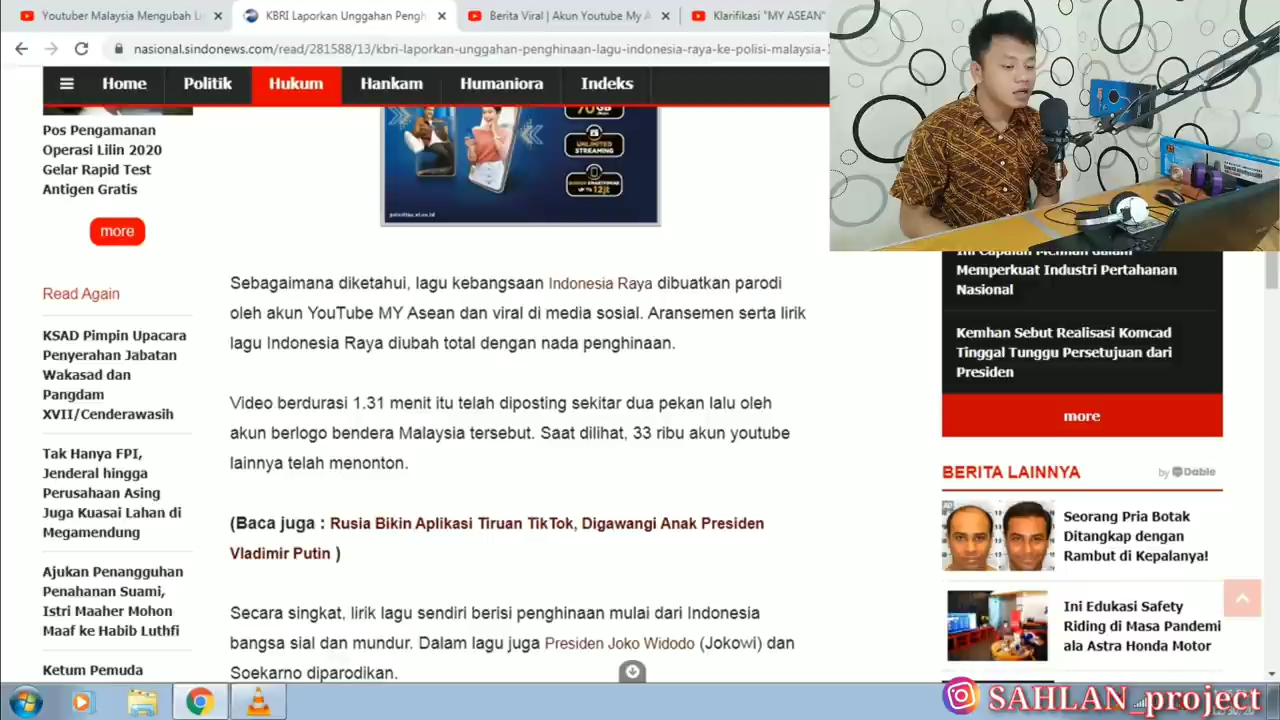 Youtuber Malaysia Mengubah L
KBRI Laporkan Unggahan Pengh
Berita Viral | Akun Youtube My A
Klarifikasi "MY ASEAN"
nasional.sindonews.com/read/281588/13/kbri-laporkan-unggahan-penghinaan-lagu-indonesia-raya-ke-polisi-malaysia-1
Home Politik Hukum Hankam Humaniora Indeks
Pos Pengamanan
Operasi Lilin 2020
Gelar Rapid Test
Antigen Gratis
more
Read Again
KSAD Pimpin Upacara
Penyerahan Jabatan
Wakasad dan
Pangdam
XVII/Cenderawasih
Tak Hanya FPI,
Jenderal hingga
Perusahaan Asing
Juga Kuasai Lahan di
Megamendung
Ajukan Penangguhan
Penahanan Suami,
Istri Maaher Mohon
Maaf ke Habib Luthfi
Ketum Pemuda
70 GB
UNLIMITED
STREAMING
UP TO 12jt
Sebagaimana diketahui, lagu kebangsaan Indonesia Raya dibuatkan parodi
oleh akun YouTube MY Asean dan viral di media sosial. Aransemen serta lirik
lagu Indonesia Raya diubah total dengan nada penghinaan.
Video berdurasi 1.31 menit itu telah diposting sekitar dua pekan lalu oleh
akun berlogo bendera Malaysia tersebut. Saat dilihat, 33 ribu akun youtube
lainnya telah menonton.
(Baca juga : Rusia Bikin Aplikasi Tiruan TikTok, Digawangi Anak Presiden
Vladimir Putin )
Secara singkat, lirik lagu sendiri berisi penghinaan mulai dari Indonesia
bangsa sial dan mundur. Dalam lagu juga Presiden Joko Widodo (Jokowi) dan
Soekarno diparodikan.
Memperkuat Industri Pertahanan
Nasional
Kemhan Sebut Realisasi Komcad
Tinggal Tunggu Persetujuan dari
Presiden
more
BERITA LAINNYA
by Dable
Seorang Pria Botak
Ditangkap dengan
Rambut di Kepalanya!
Ini Edukasi Safety
Riding di Masa Pandemi
ala Astra Honda Motor
SAHLAN_project